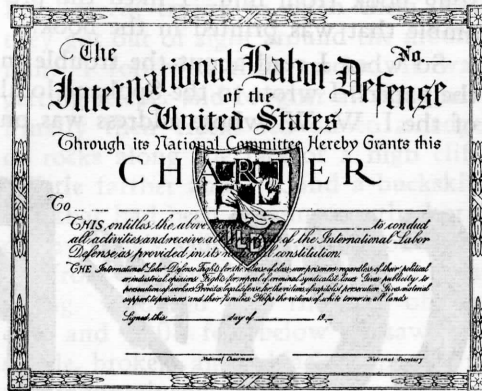 The No.
International Labor Defense
of the
United States
Through its National Committee Hereby Grants this
CHARTER
To
THIS, entitles the above to conduct
all activities and receive of the International Labor
Defense, as provided in its national constitution.
THE International Labor Defense Fights for the release of class war prisoners regardless of their political
or industrial opinions Fights for repeal of criminal syndicalist laws Gives publicity to
persecution of workers Provides legal defense for the victims of capitalist persecution Gives material
support to prisoners and their families Helps the victims of white terror in all lands
Signed this day of 19
National Chairman National Secretary